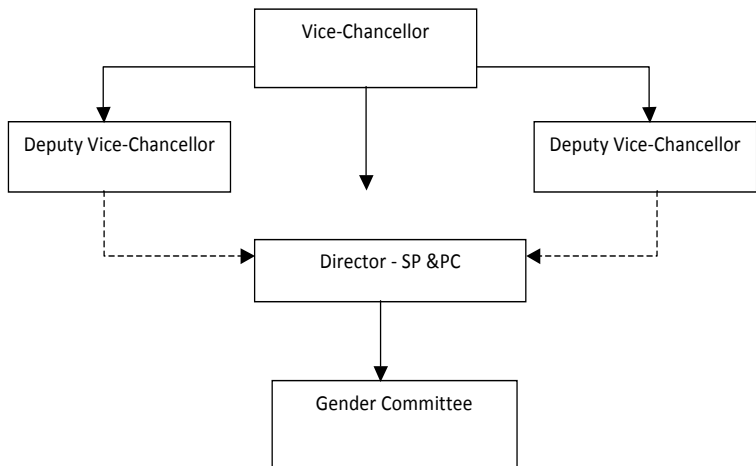 Vice-Chancellor
Deputy Vice-Chancellor
Deputy Vice-Chancellor
Director - SP &PC
Gender Committee